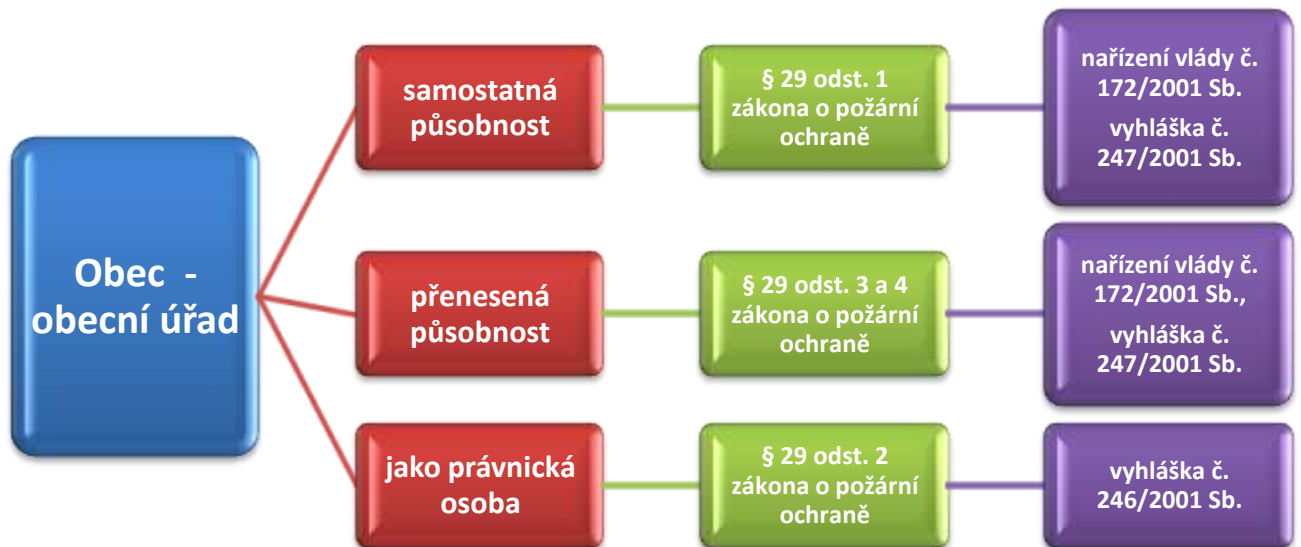 Obec -
obecní úřad
samostatná
působnost
§ 29 odst. 1
zákona o požární
ochraně
nařízení vlády č.
172/2001 Sb.
vyhláška č.
247/2001 Sb.
přenesená
působnost
§ 29 odst. 3 a 4
zákona o požární
ochraně
nařízení vlády č.
172/2001 Sb.,
vyhláška č.
247/2001 Sb.
jako právnická
osoba
§ 29 odst. 2
zákona o požární
ochraně
vyhláška č.
246/2001 Sb.